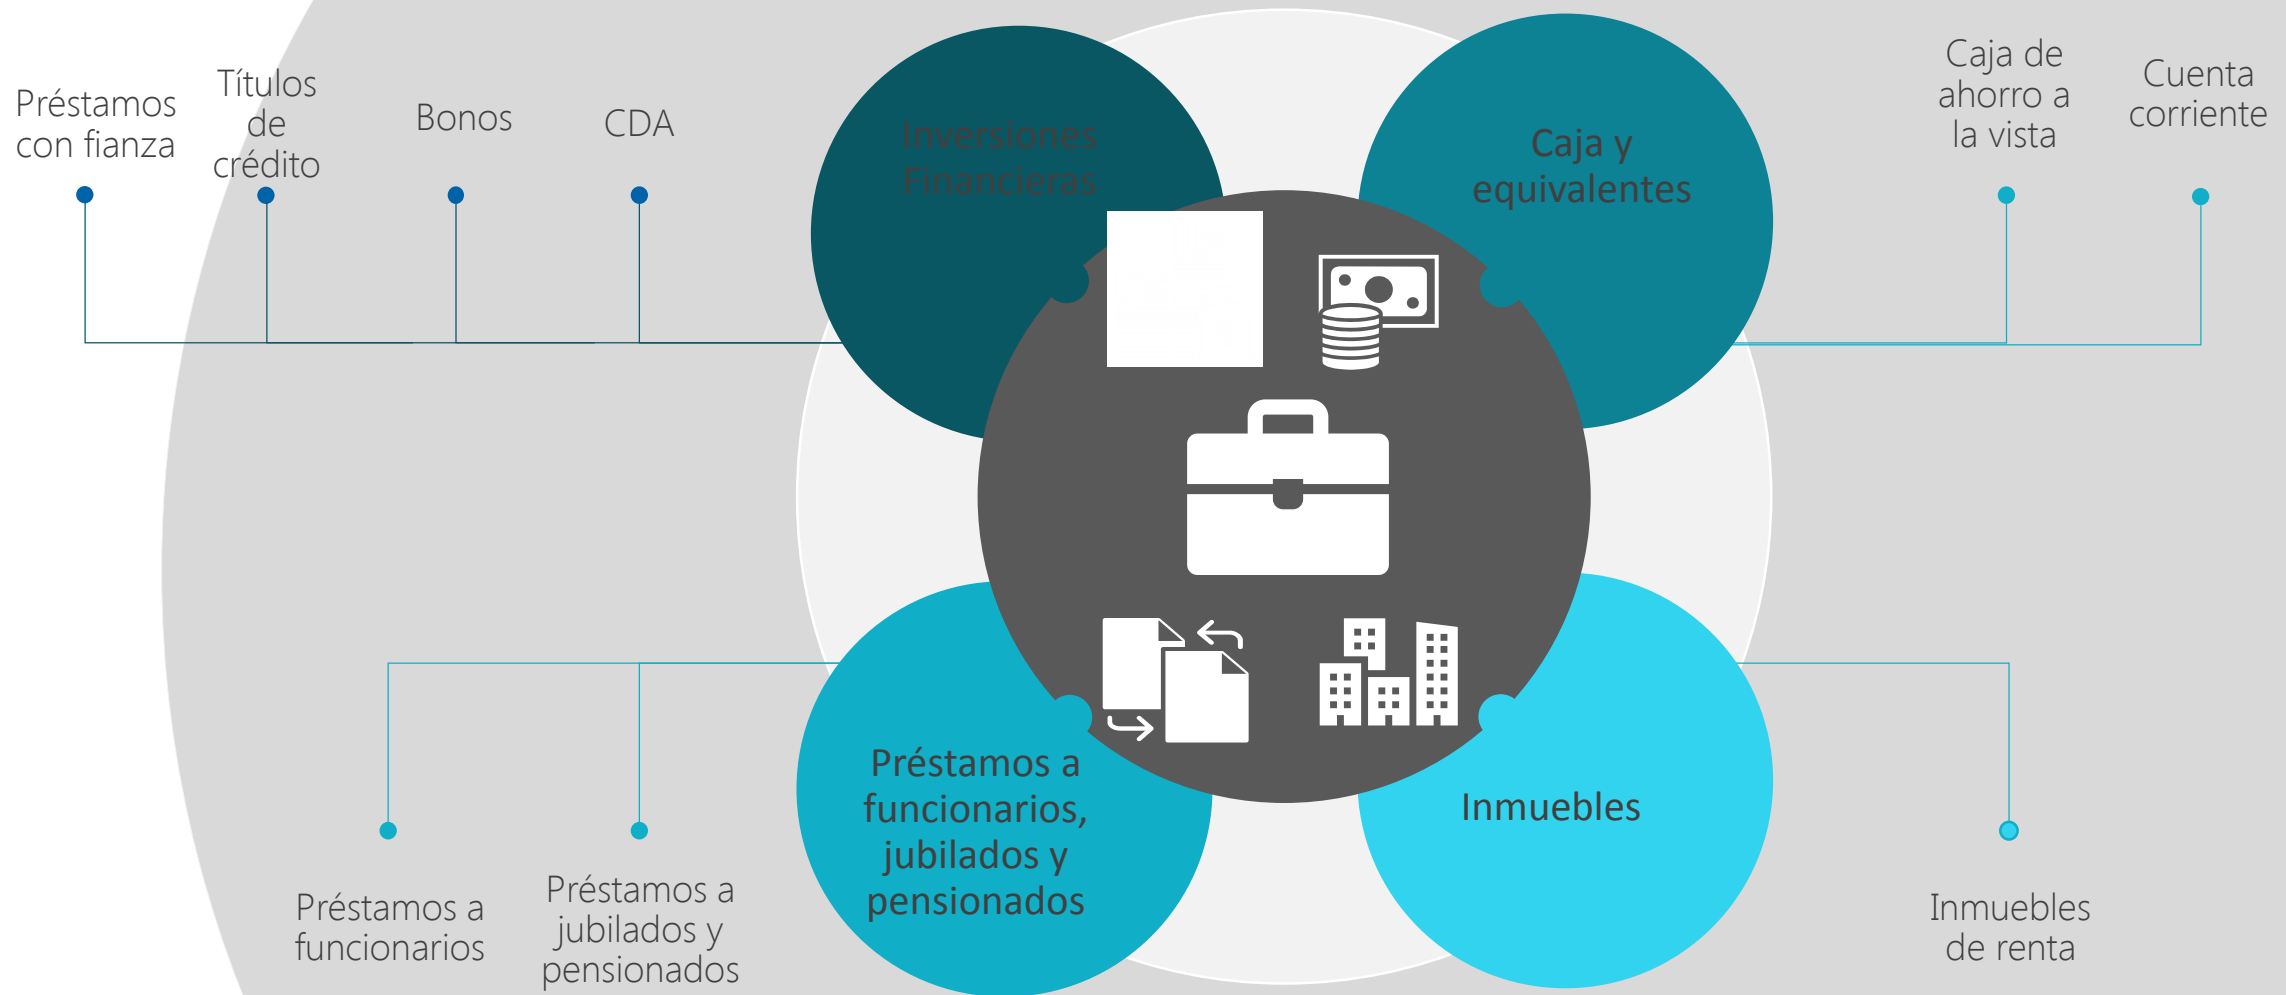 Préstamos
con fianza
Títulos
de
crédito
Bonos
CDA
Inversiones
Financieras
Caja y
equivalentes
Caja de
ahorro a
la vista
Cuenta
corriente
Préstamos a
funcionarios
Préstamos a
jubilados y
pensionados
Préstamos a
funcionarios,
jubilados y
pensionados
Inmuebles
Inmuebles
de renta